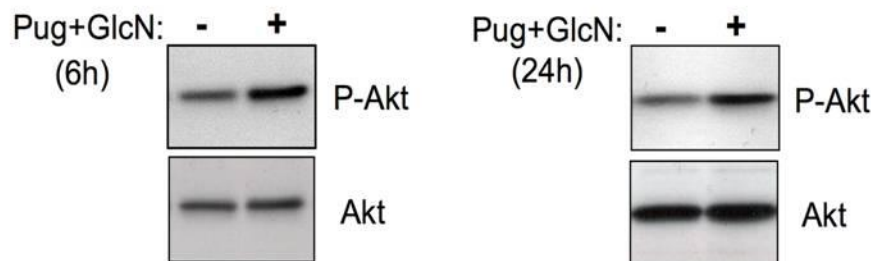 Pug+GlcN: - +
(6h)
P-Akt
Akt
Pug+GlcN: - +
(24h)
P-Akt
Akt